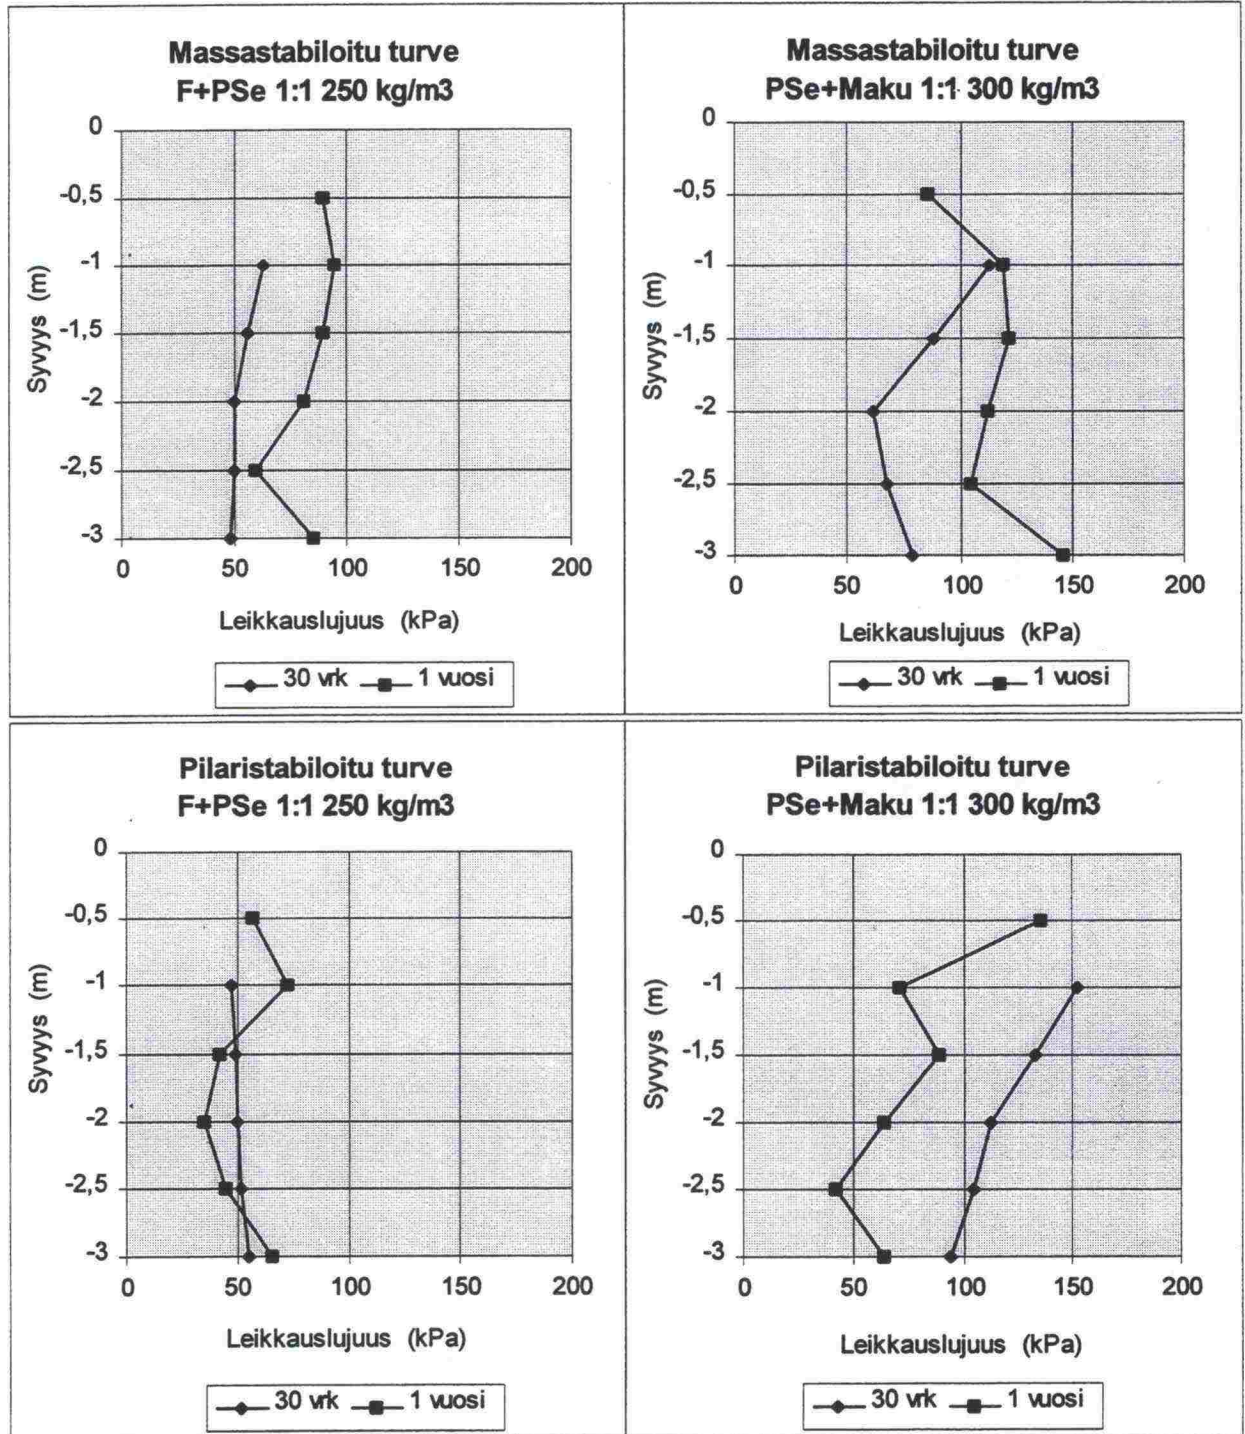 Massastabiloitu turve
F+PSe 1:1 250 kg/m3
0
-0,5
-1
-1,5
-2
-2,5
-3
Syvyys (m)
0 50 100 150 200
Leikkauslujuus (kPa)
30 vrk 1 vuosi
Massastabiloitu turve
PSe+Maku 1:1 300 kg/m3
0
-0,5
-1
-1,5
-2
-2,5
-3
Syvyys (m)
0 50 100 150 200
Leikkauslujuus (kPa)
30 vrk 1 vuosi
Pilaristabiloitu turve
F+PSe 1:1 250 kg/m3
0
-0,5
-1
-1,5
-2
-2,5
-3
Syvyys (m)
0 50 100 150 200
Leikkauslujuus (kPa)
30 vrk 1 vuosi
Pilaristabiloitu turve
PSe+Maku 1:1 300 kg/m3
0
-0,5
-1
-1,5
-2
-2,5
-3
Syvyys (m)
0 50 100 150 200
Leikkauslujuus (kPa)
30 vrk 1 vuosi